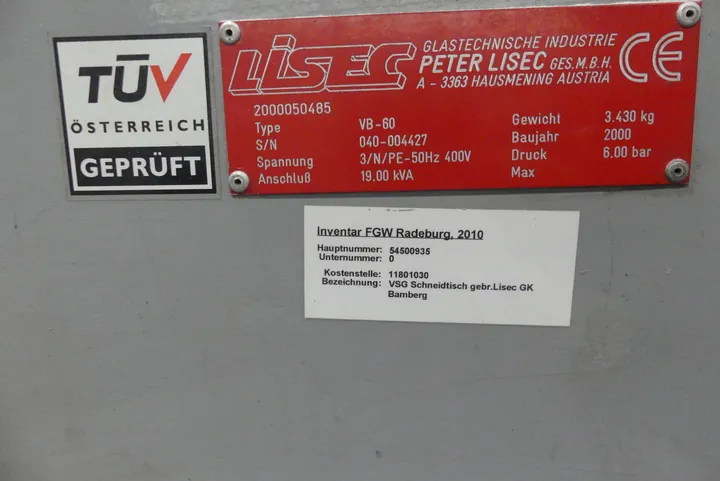 TÜV
ÖSTERREICH
GEPRÜFT
LiSEC
GLASTECHNISCHE INDUSTRIE
PETER LISEC GES.M.B.H.
A - 3363 HAUSMENING AUSTRIA
CE
2000050485
Type VB-60 Gewicht 3.430 kg
S/N 040-004427 Baujahr 2000
Spannung 3/N/PE-50Hz 400V Druck 6,00 bar
Anschluß 19,00 kVA Max
Inventar FGW Radeburg, 2010
Hauptnummer: 54500935
Unternummer: 0
Kostenstelle: 11801030
Bezeichnung: VSG Schneidtisch gebr.Lisec GK
Bamberg